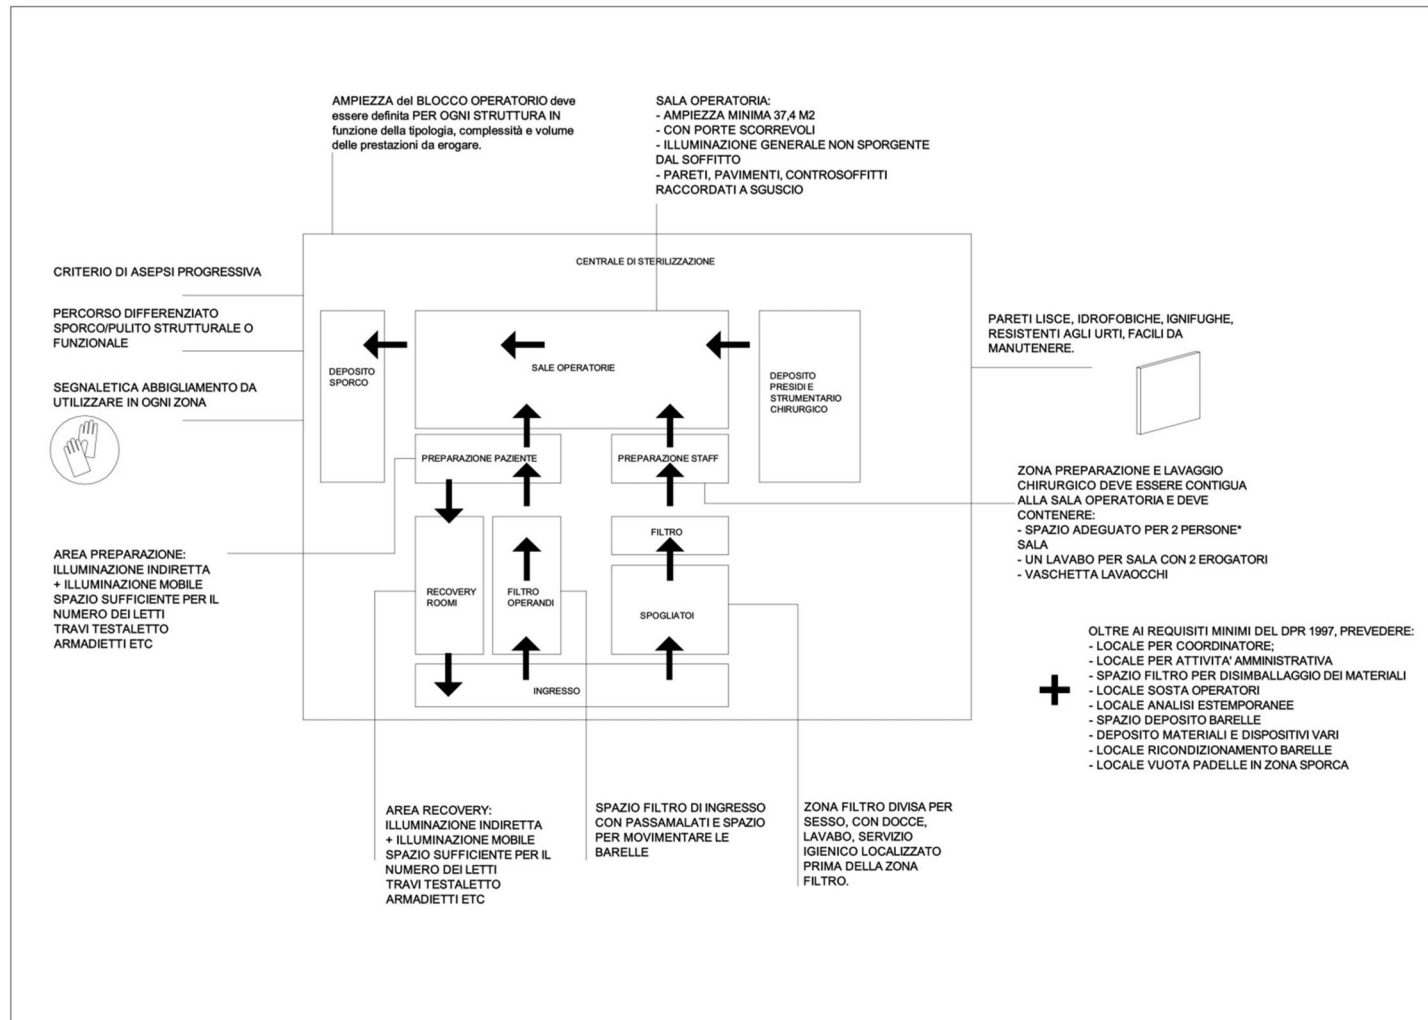 AMPIEZZA del BLOCCO OPERATORIO deve
essere definita PER OGNI STRUTTURA IN
funzione della tipologia, complessità e volume
delle prestazioni da erogare.
SALA OPERATORIA:
- AMPIEZZA MINIMA 37,4 M2
- CON PORTE SCORREVOLI
- ILLUMINAZIONE GENERALE NON SPORGENTE
DAL SOFFITTO
- PARETI, PAVIMENTI, CONTROSOFFITTI
RACCORDATI A SGUSCIO
CRITERIO DI ASEPSI PROGRESSIVA
PERCORSO DIFFERENZIATO
SPORCO/PULITO STRUTTURALE O
FUNZIONALE
SEGNALETICA ABBIGLIAMENTO DA
UTILIZZARE IN OGNI ZONA
CENTRALE DI STERILIZZAZIONE
DEPOSITO
SPORCO
SALE OPERATORIE
DEPOSITO
PRESIDI E
STRUMENTARIO
CHIRURGICO
PREPARAZIONE PAZIENTE
PREPARAZIONE STAFF
FILTRO
RECOVERY
ROOMI
FILTRO
OPERANDI
SPOGLIATOI
INGRESSO
PARETI LISCE, IDROFOBICHE, IGNIFUGHE,
RESISTENTI AGLI URTI, FACILI DA
MANUTENERE.
ZONA PREPARAZIONE E LAVAGGIO
CHIRURGICO DEVE ESSERE CONTIGUA
ALLA SALA OPERATORIA E DEVE
CONTENERE:
- SPAZIO ADEGUATO PER 2 PERSONE*
SALA
- UN LAVABO PER SALA CON 2 EROGATORI
- VASCHETTA LAVAOCCHI
AREA PREPARAZIONE:
ILLUMINAZIONE INDIRETTA
+ ILLUMINAZIONE MOBILE
SPAZIO SUFFICIENTE PER IL
NUMERO DEI LETTI
TRAVI TESTALETTO
ARMADIETTI ETC
OLTRE AI REQUISITI MINIMI DEL DPR 1997, PREVEDERE:
- LOCALE PER COORDINATORE;
- LOCALE PER ATTIVITA' AMMINISTRATIVA
- SPAZIO FILTRO PER DISIMBALLAGGIO DEI MATERIALI
- LOCALE SOSTA OPERATORI
- LOCALE ANALISI ESTEMPORANEE
- SPAZIO DEPOSITO BARELLE
- DEPOSITO MATERIALI E DISPOSITIVI VARI
- LOCALE RICONDIZIONAMENTO BARELLE
- LOCALE VUOTA PADELLE IN ZONA SPORCA
AREA RECOVERY:
ILLUMINAZIONE INDIRETTA
+ ILLUMINAZIONE MOBILE
SPAZIO SUFFICIENTE PER IL
NUMERO DEI LETTI
TRAVI TESTALETTO
ARMADIETTI ETC
SPAZIO FILTRO DI INGRESSO
CON PASSAMALATI E SPAZIO
PER MOVIMENTARE LE
BARELLE
ZONA FILTRO DIVISA PER
SESSO, CON DOCCE,
LAVABO, SERVIZIO
IGIENICO LOCALIZZATO
PRIMA DELLA ZONA
FILTRO.